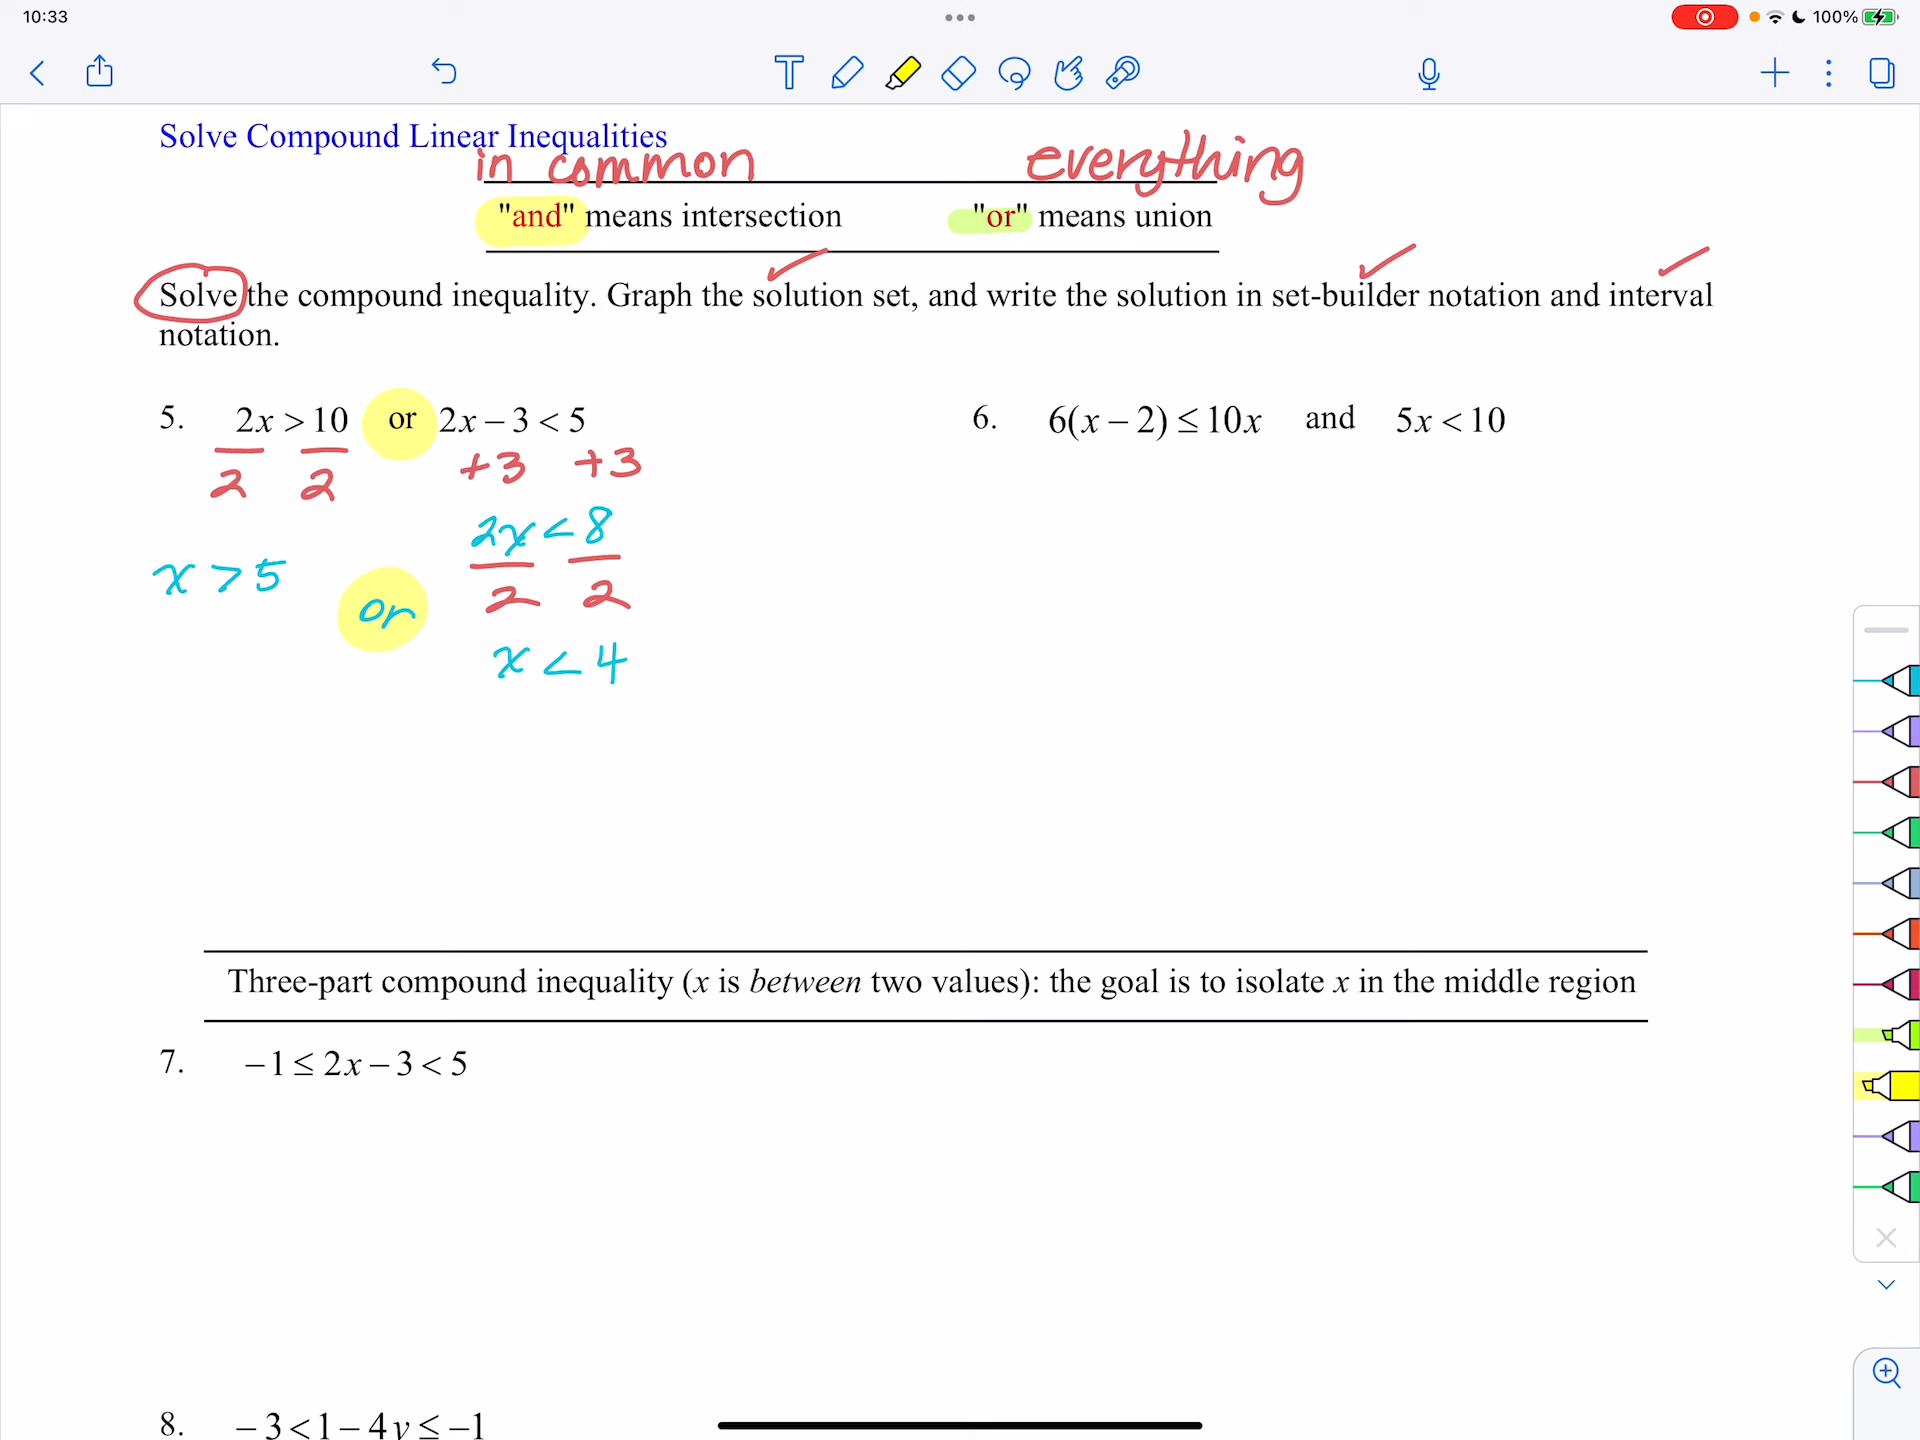 10:33
100%
Solve Compound Linear Inequalities
in common everything
"and" means intersection "or" means union
Solve the compound inequality. Graph the solution set, and write the solution in set-builder notation and interval
notation.
5. 2x > 10 or 2x – 3 < 5 6. 6(x – 2) ≤ 10x and 5x < 10
2 2 +3 +3
2x < 8
x > 5 or 2 2
x < 4
Three-part compound inequality (x is between two values): the goal is to isolate x in the middle region
7. –1 ≤ 2x – 3 < 5
8. –3 < 1 – 4y ≤ –1